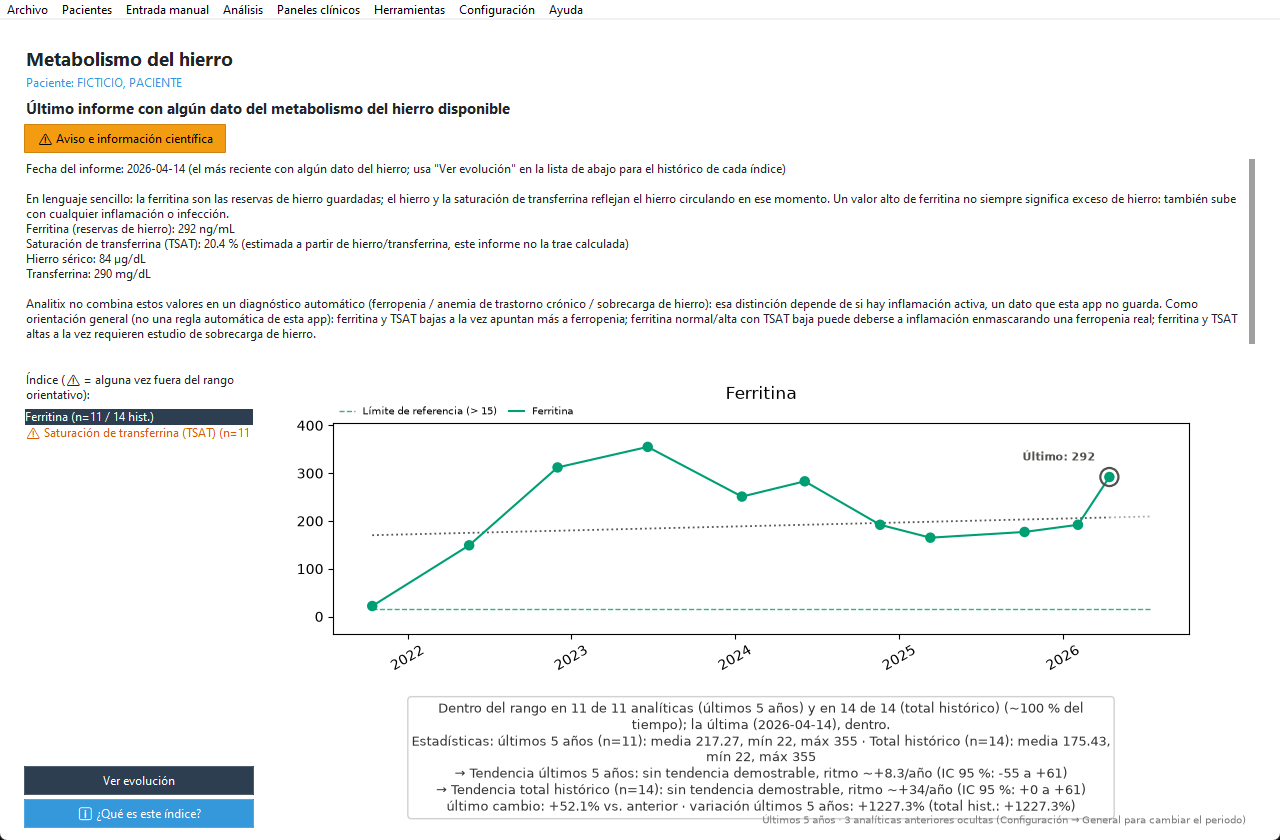 Archivo Pacientes Entrada manual Análisis Paneles clínicos Herramientas Configuración Ayuda
Metabolismo del hierro
Paciente: FICTICIO, PACIENTE
Último informe con algún dato del metabolismo del hierro disponible
⚠ Aviso e información científica
Fecha del informe: 2026-04-14 (el más reciente con algún dato del hierro; usa "Ver evolución" en la lista de abajo para el histórico de cada índice)
En lenguaje sencillo: la ferritina son las reservas de hierro guardadas; el hierro y la saturación de transferrina reflejan el hierro circulando en ese momento. Un valor alto de ferritina no siempre significa exceso de hierro: también sube
con cualquier inflamación o infección.
Ferritina (reservas de hierro): 292 ng/mL
Saturación de transferrina (TSAT): 20.4 % (estimada a partir de hierro/transferrina, este informe no la trae calculada)
Hierro sérico: 84 µg/dL
Transferrina: 290 mg/dL
Analitix no combina estos valores en un diagnóstico automático (ferropenia / anemia de trastorno crónico / sobrecarga de hierro): esa distinción depende de si hay inflamación activa, un dato que esta app no guarda. Como
orientación general (no una regla automática de esta app): ferritina y TSAT bajas a la vez apuntan más a ferropenia; ferritina normal/alta con TSAT baja puede deberse a inflamación enmascarando una ferropenia real; ferritina y TSAT
altas a la vez requieren estudio de sobrecarga de hierro.
Índice (⚠ = alguna vez fuera del rango
orientativo):
Ferritina (n=11 / 14 hist.)
⚠ Saturación de transferrina (TSAT) (n=11
Ferritina
Límite de referencia (> 15) Ferritina
400
300
200
100
0
Último: 292
2022 2023 2024 2025 2026
Dentro del rango en 11 de 11 analíticas (últimos 5 años) y en 14 de 14 (total histórico) (~100 % del
tiempo); la última (2026-04-14), dentro.
Estadísticas: últimos 5 años (n=11): media 217.27, mín 22, máx 355 · Total histórico (n=14): media 175.43,
mín 22, máx 355
→ Tendencia últimos 5 años: sin tendencia demostrable, ritmo ~+8.3/año (IC 95 %: -55 a +61)
→ Tendencia total histórico (n=14): sin tendencia demostrable, ritmo ~+34/año (IC 95 %: +0 a +61)
último cambio: +52.1% vs. anterior · variación últimos 5 años: +1227.3% (total hist.: +1227.3%)
Últimos 5 años · 3 analíticas anteriores ocultas (Configuración → General para cambiar el periodo)
Ver evolución
ℹ ¿Qué es este índice?